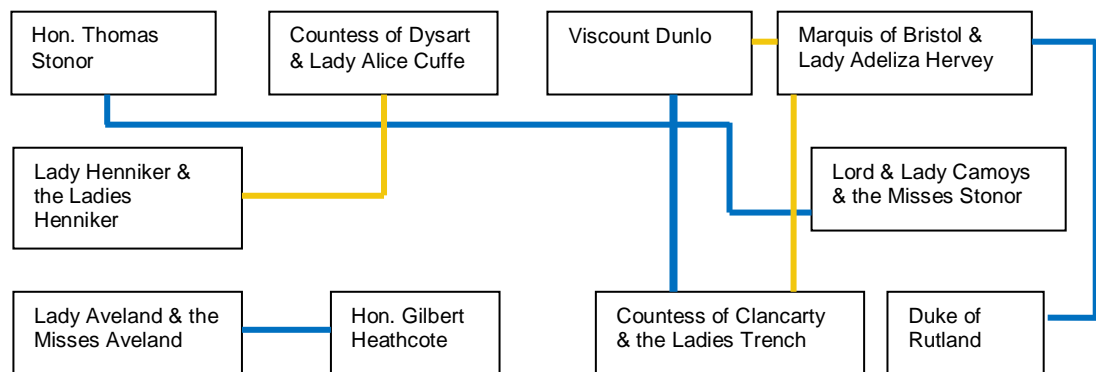 Hon. Thomas
Stonor
Countess of Dysart
& Lady Alice Cuffe
Viscount Dunlo
Marquis of Bristol &
Lady Adeliza Hervey
Lady Henniker &
the Ladies
Henniker
Lord & Lady Camoys
& the Misses Stonor
Lady Aveland & the
Misses Aveland
Hon. Gilbert
Heathcote
Countess of Clancarty
& the Ladies Trench
Duke of
Rutland